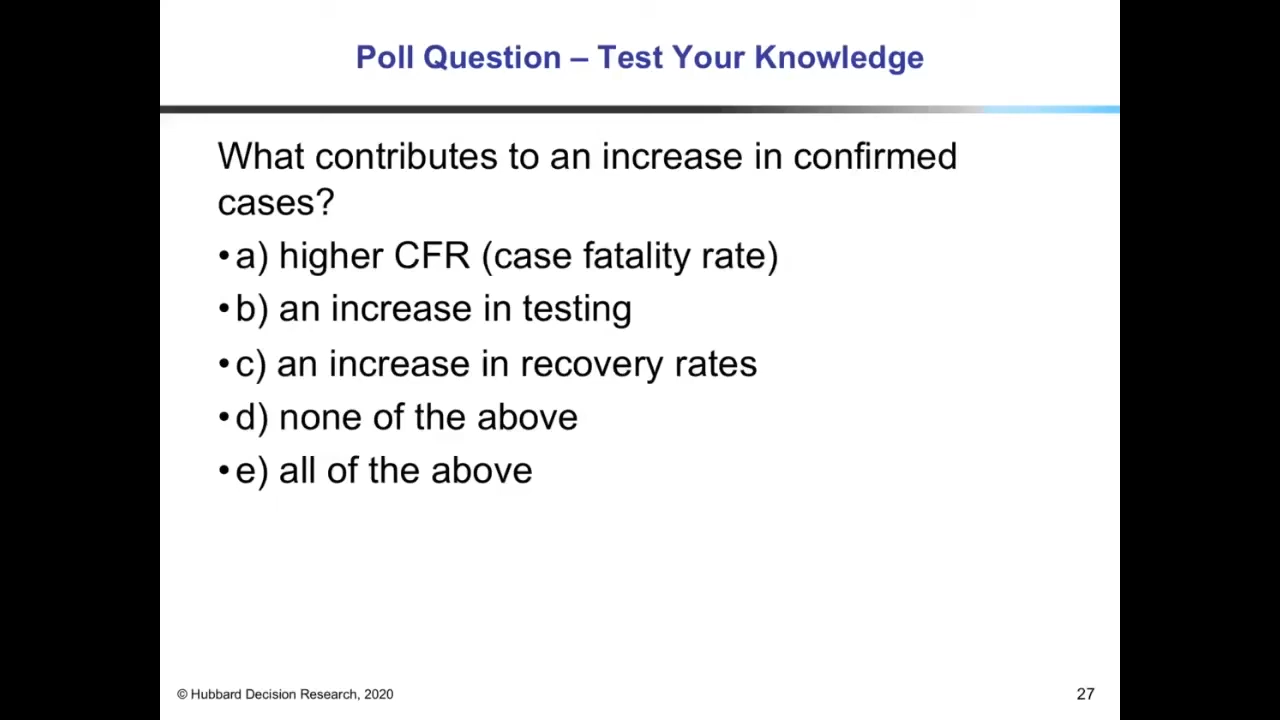 Poll Question – Test Your Knowledge
What contributes to an increase in confirmed
cases?
•a) higher CFR (case fatality rate)
•b) an increase in testing
•c) an increase in recovery rates
•d) none of the above
•e) all of the above
© Hubbard Decision Research, 2020
27